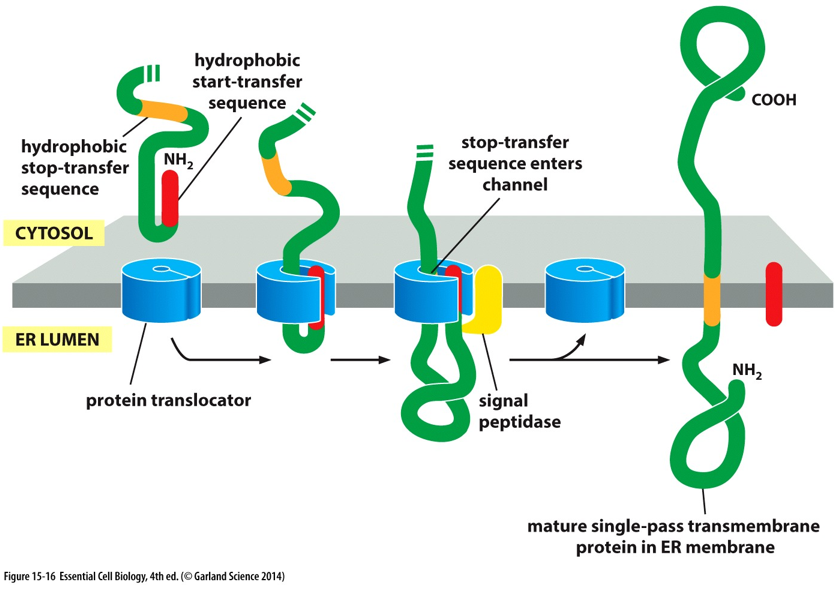 hydrophobic
start-transfer
sequence
hydrophobic
stop-transfer
sequence
NH2
stop-transfer
sequence enters
channel
COOH
CYTOSOL
ER LUMEN
protein translocator
signal
peptidase
NH2
mature single-pass transmembrane
protein in ER membrane
Figure 15-16 Essential Cell Biology, 4th ed. (© Garland Science 2014)